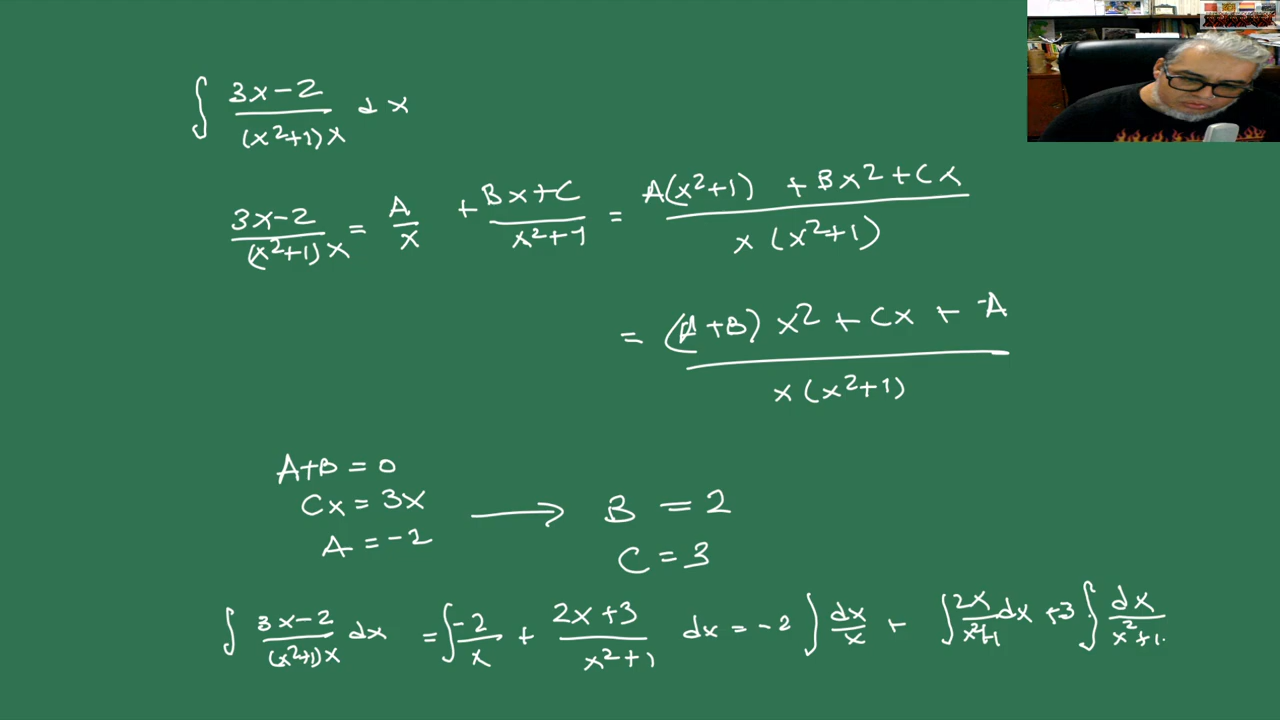 ∫ (3x-2)/((x²+1)x) dx
(3x-2)/((x²+1)x) = A/x + (Bx+C)/(x²+1) = (A(x²+1) + Bx²+Cx)/(x(x²+1))
= ((A+B)x² + Cx + A)/(x(x²+1))
A+B = 0
Cx = 3x → B = 2
A = -2 C = 3
∫ (3x-2)/((x²+1)x) dx = ∫ -2/x + (2x+3)/(x²+1) dx = -2 ∫ dx/x + ∫ 2x/(x²+1) dx +3 ∫ dx/(x²+1)